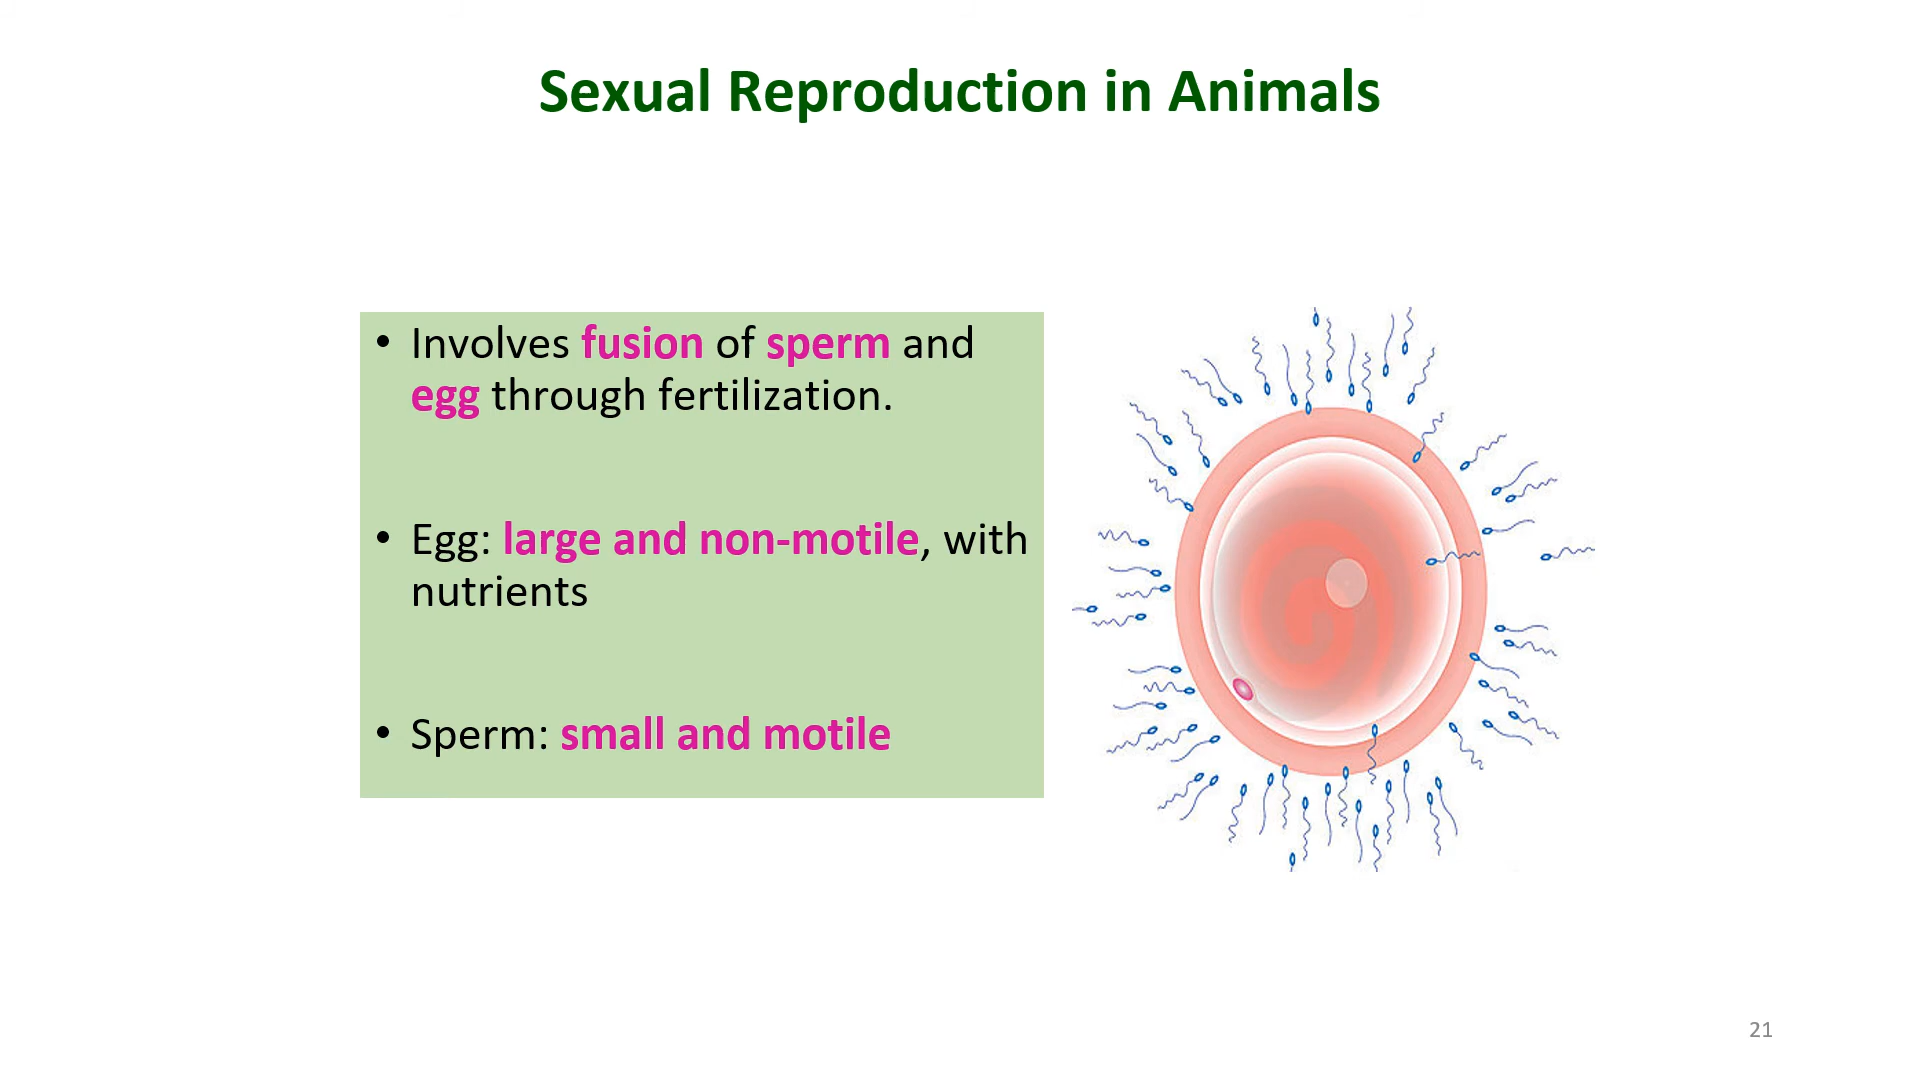 Sexual Reproduction in Animals
• Involves fusion of sperm and
egg through fertilization.
• Egg: large and non-motile, with
nutrients
• Sperm: small and motile
21